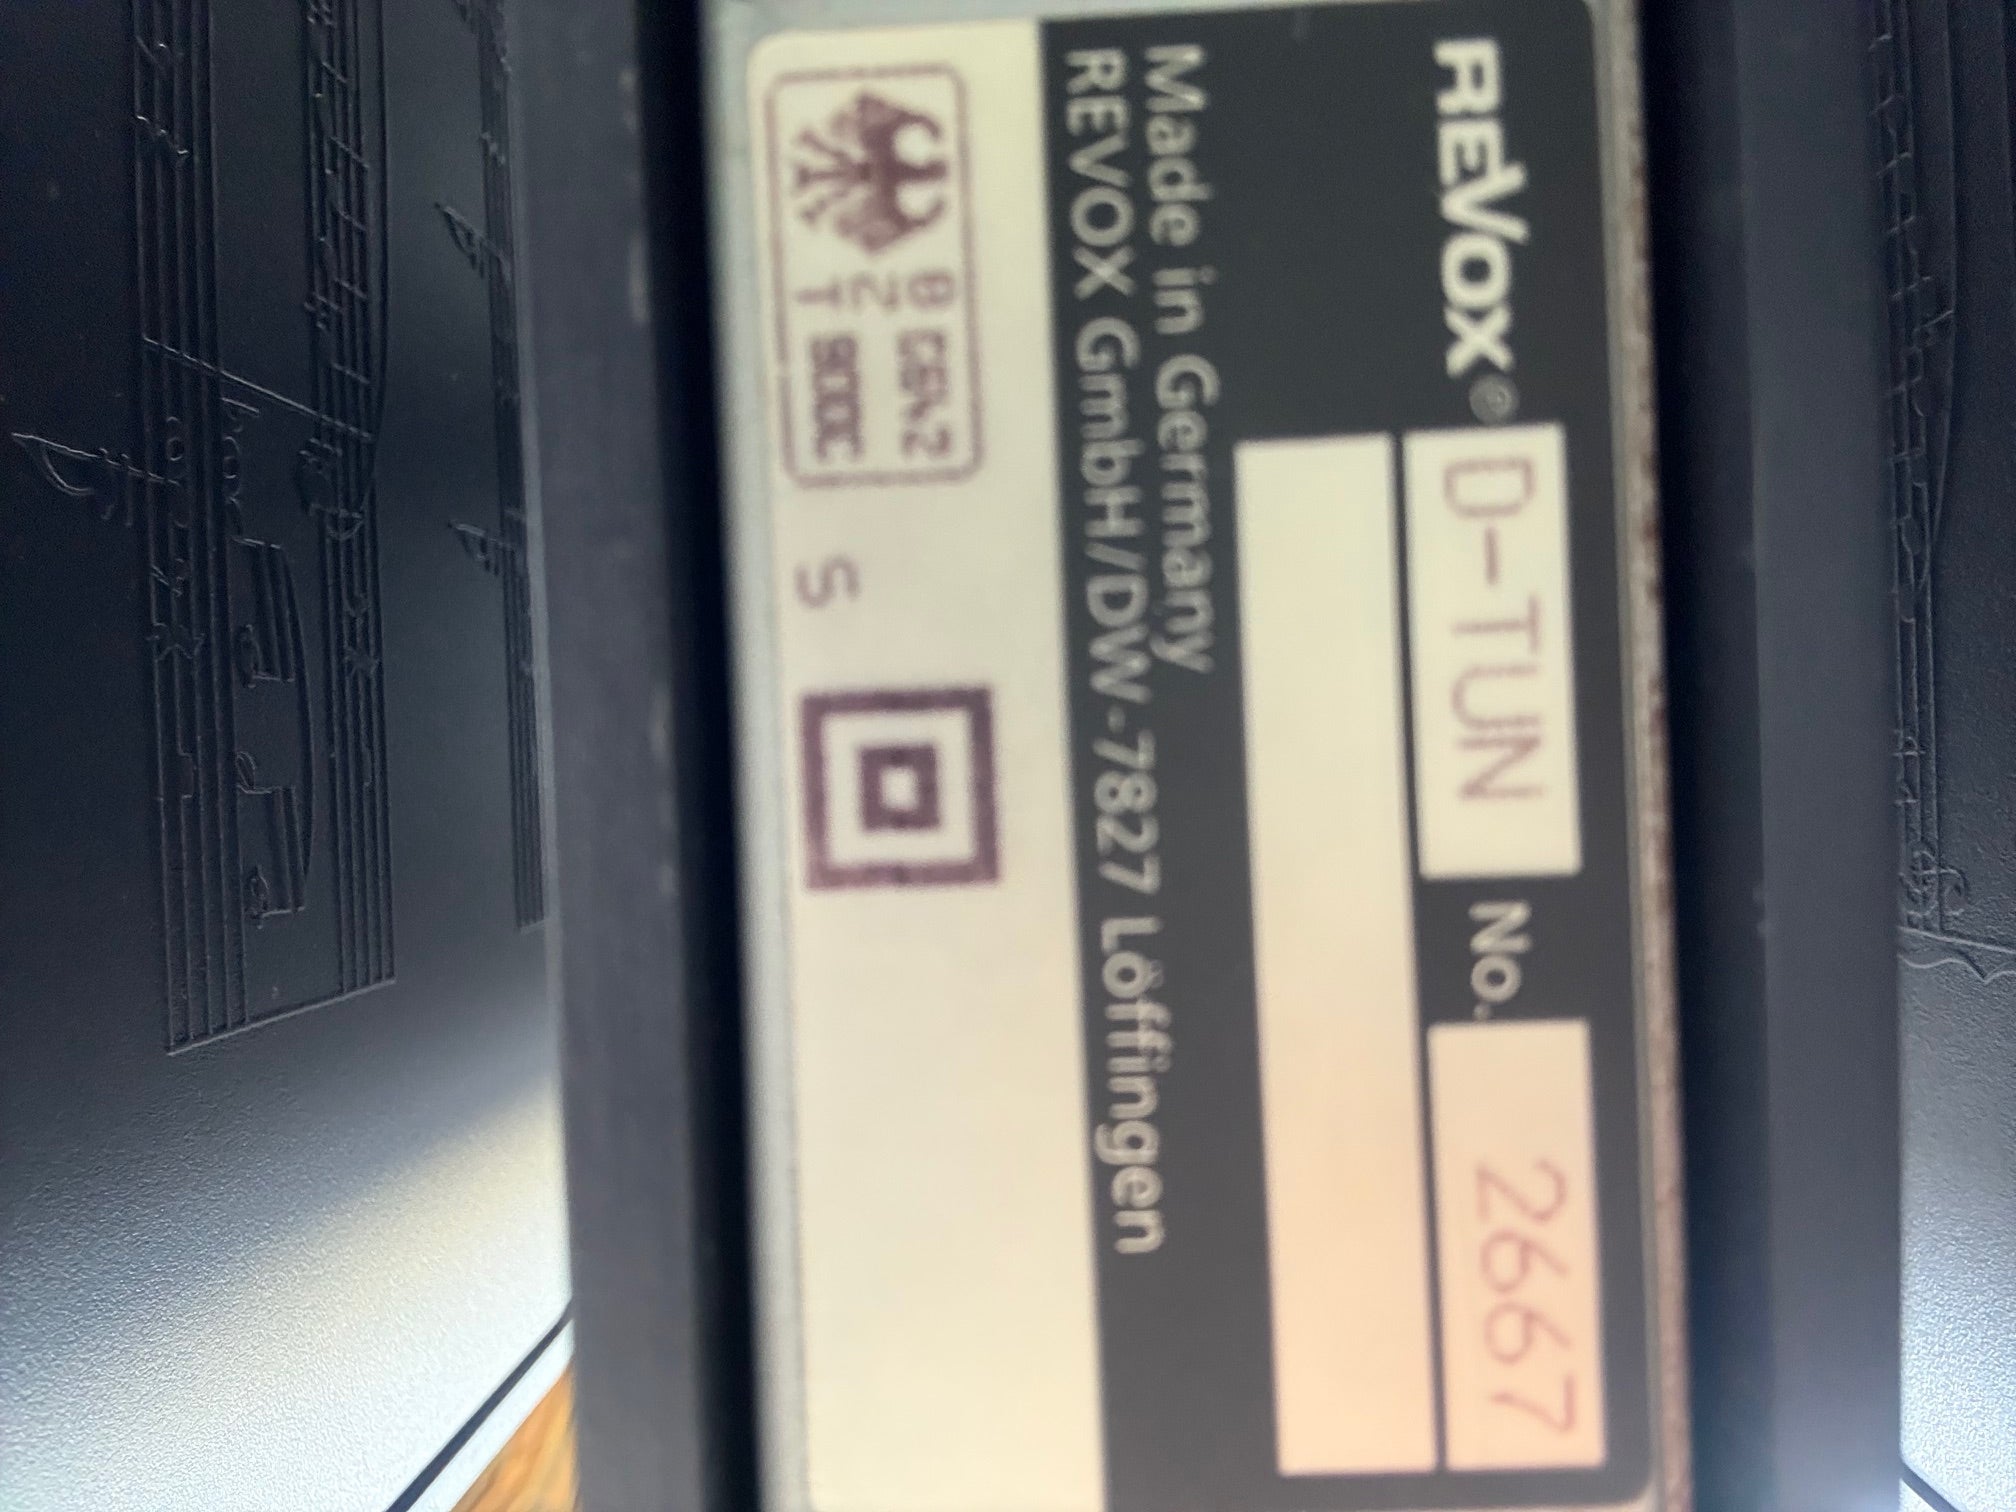 REVOX® D-TUN No. 2667
Made in Germany
REVOX GmbH/DW-7827 Löffingen
B
Z
T
S